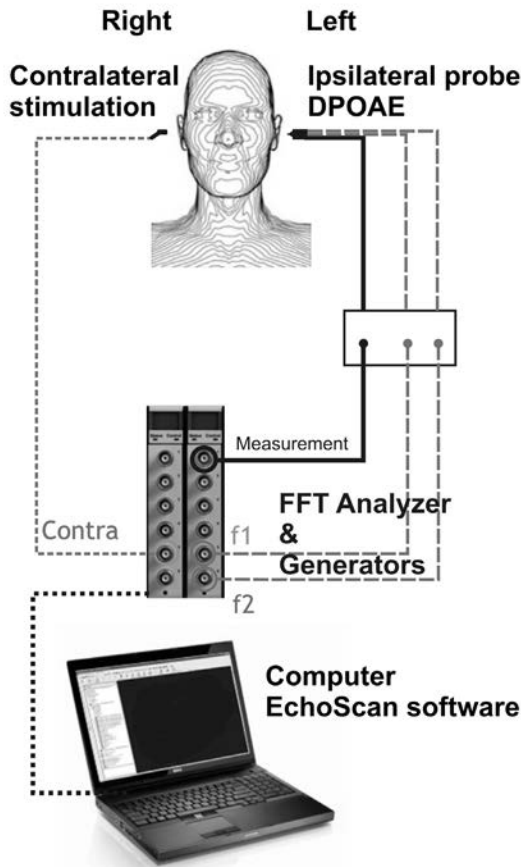 Right
Left
Contralateral
stimulation
Ipsilateral probe
DPOAE
Measurement
FFT Analyzer
&
Generators
Contra
f1
f2
Computer
EchoScan software